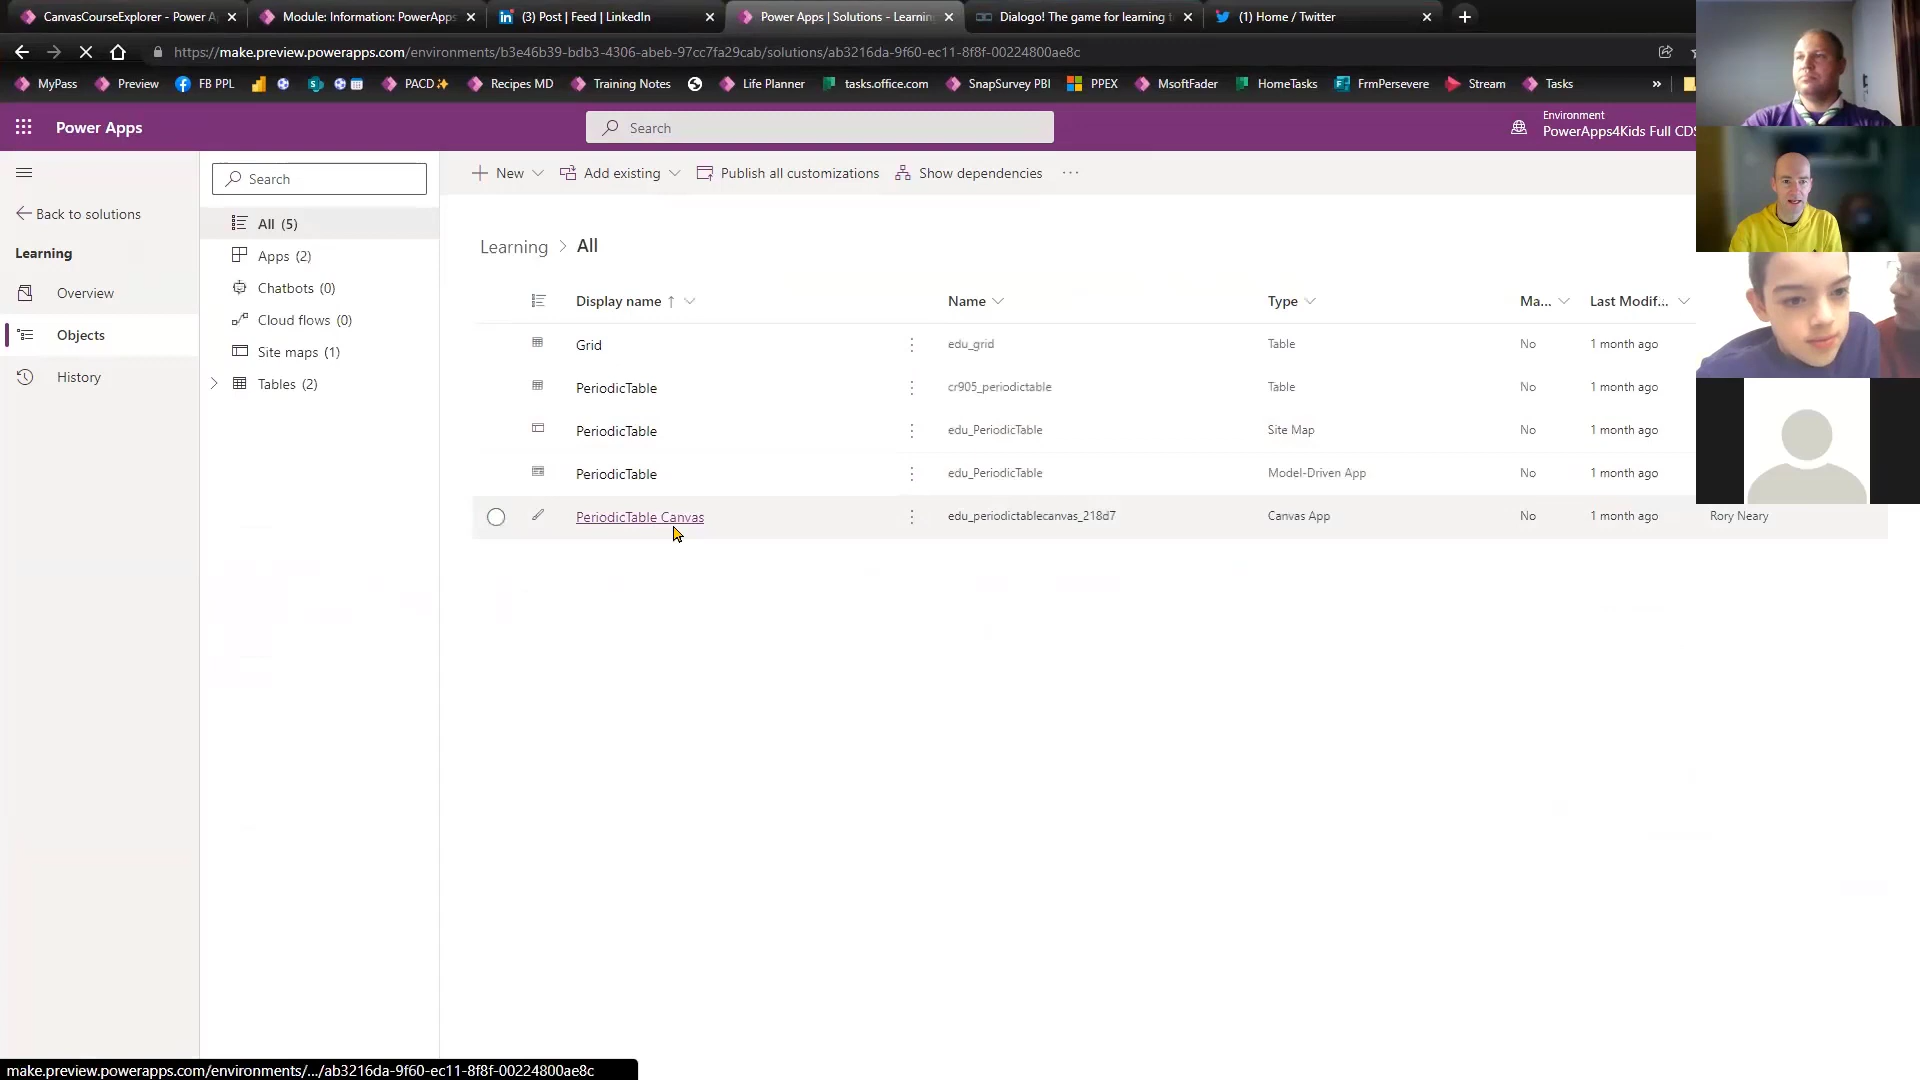 CanvasCourseExplorer - Power A
Module: Information: PowerApps
(3) Post | Feed | LinkedIn
Power Apps | Solutions - Learning
Dialogo! The game for learning t
(1) Home / Twitter
https://make.preview.powerapps.com/environments/b3e46b39-bdb3-4306-abeb-97cc7fa29cab/solutions/ab3216da-9f60-ec11-8f8f-00224800ae8c
MyPass
Preview
FB PPL
PACD✨
Recipes MD
Training Notes
Life Planner
tasks.office.com
SnapSurvey PBI
PPEX
MsoftFader
HomeTasks
FrmPersevere
Stream
Tasks
Power Apps
Search
Environment
PowerApps4Kids Full CDS
Search
New
Add existing
Publish all customizations
Show dependencies
Back to solutions
Learning
Overview
Objects
History
All (5)
Apps (2)
Chatbots (0)
Cloud flows (0)
Site maps (1)
Tables (2)
Learning > All
Display name ↑ Name Type Ma... Last Modif...
Grid edu_grid Table No 1 month ago
PeriodicTable cr905_periodictable Table No 1 month ago
PeriodicTable edu_PeriodicTable Site Map No 1 month ago
PeriodicTable edu_PeriodicTable Model-Driven App No 1 month ago
PeriodicTable Canvas edu_periodictablecanvas_218d7 Canvas App No 1 month ago Rory Neary
make.preview.powerapps.com/environments/.../ab3216da-9f60-ec11-8f8f-00224800ae8c